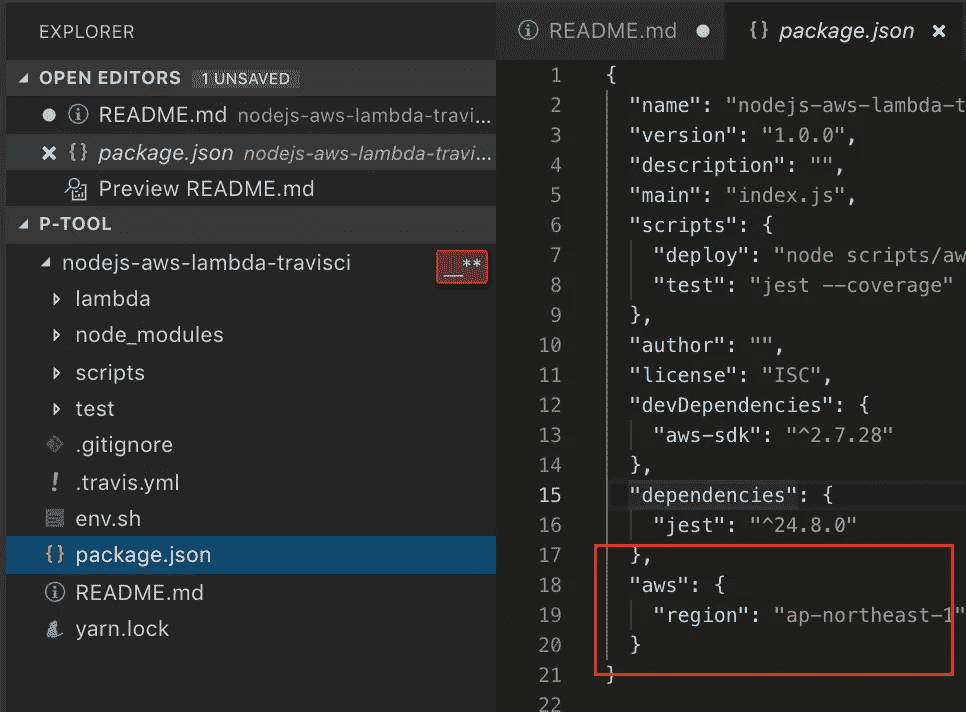 EXPLORER
OPEN EDITORS 1 UNSAVED
README.md nodejs-aws-lambda-travi...
package.json nodejs-aws-lambda-travi...
Preview README.md
P-TOOL
nodejs-aws-lambda-travisci
__**
lambda
node_modules
scripts
test
.gitignore
.travis.yml
env.sh
package.json
README.md
yarn.lock
README.md
package.json
1 {
2 "name": "nodejs-aws-lambda-t
3 "version": "1.0.0",
4 "description": "",
5 "main": "index.js",
6 "scripts": {
7 "deploy": "node scripts/aw
8 "test": "jest --coverage"
9 },
10 "author": "",
11 "license": "ISC",
12 "devDependencies": {
13 "aws-sdk": "^2.7.28"
14 },
15 "dependencies": {
16 "jest": "^24.8.0"
17 },
18 "aws": {
19 "region": "ap-northeast-1"
20 }
21 }
22